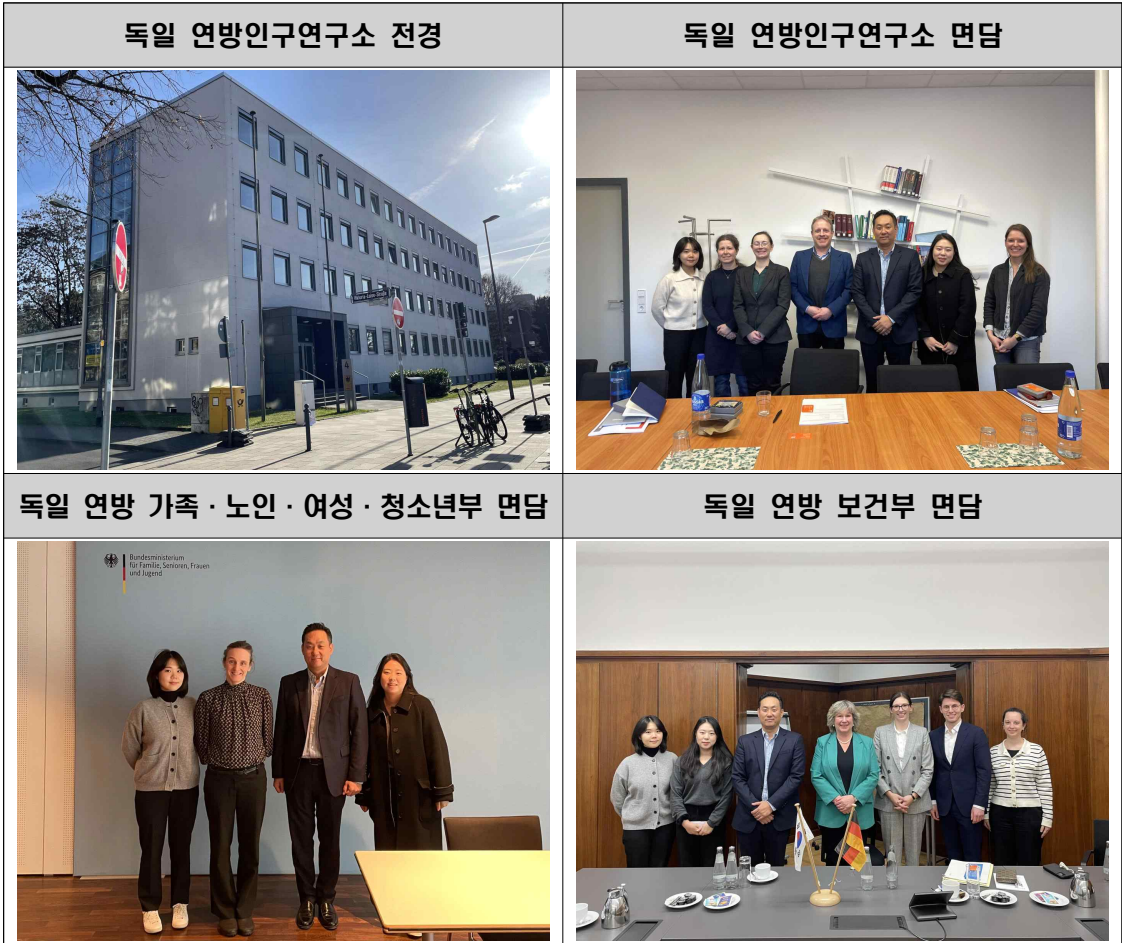 독일 연방인구연구소 전경
독일 연방인구연구소 면담
독일 연방 가족 · 노인 · 여성 · 청소년부 면담
독일 연방 보건부 면담
Bundesministerium
für Familie, Senioren, Frauen
und Jugend